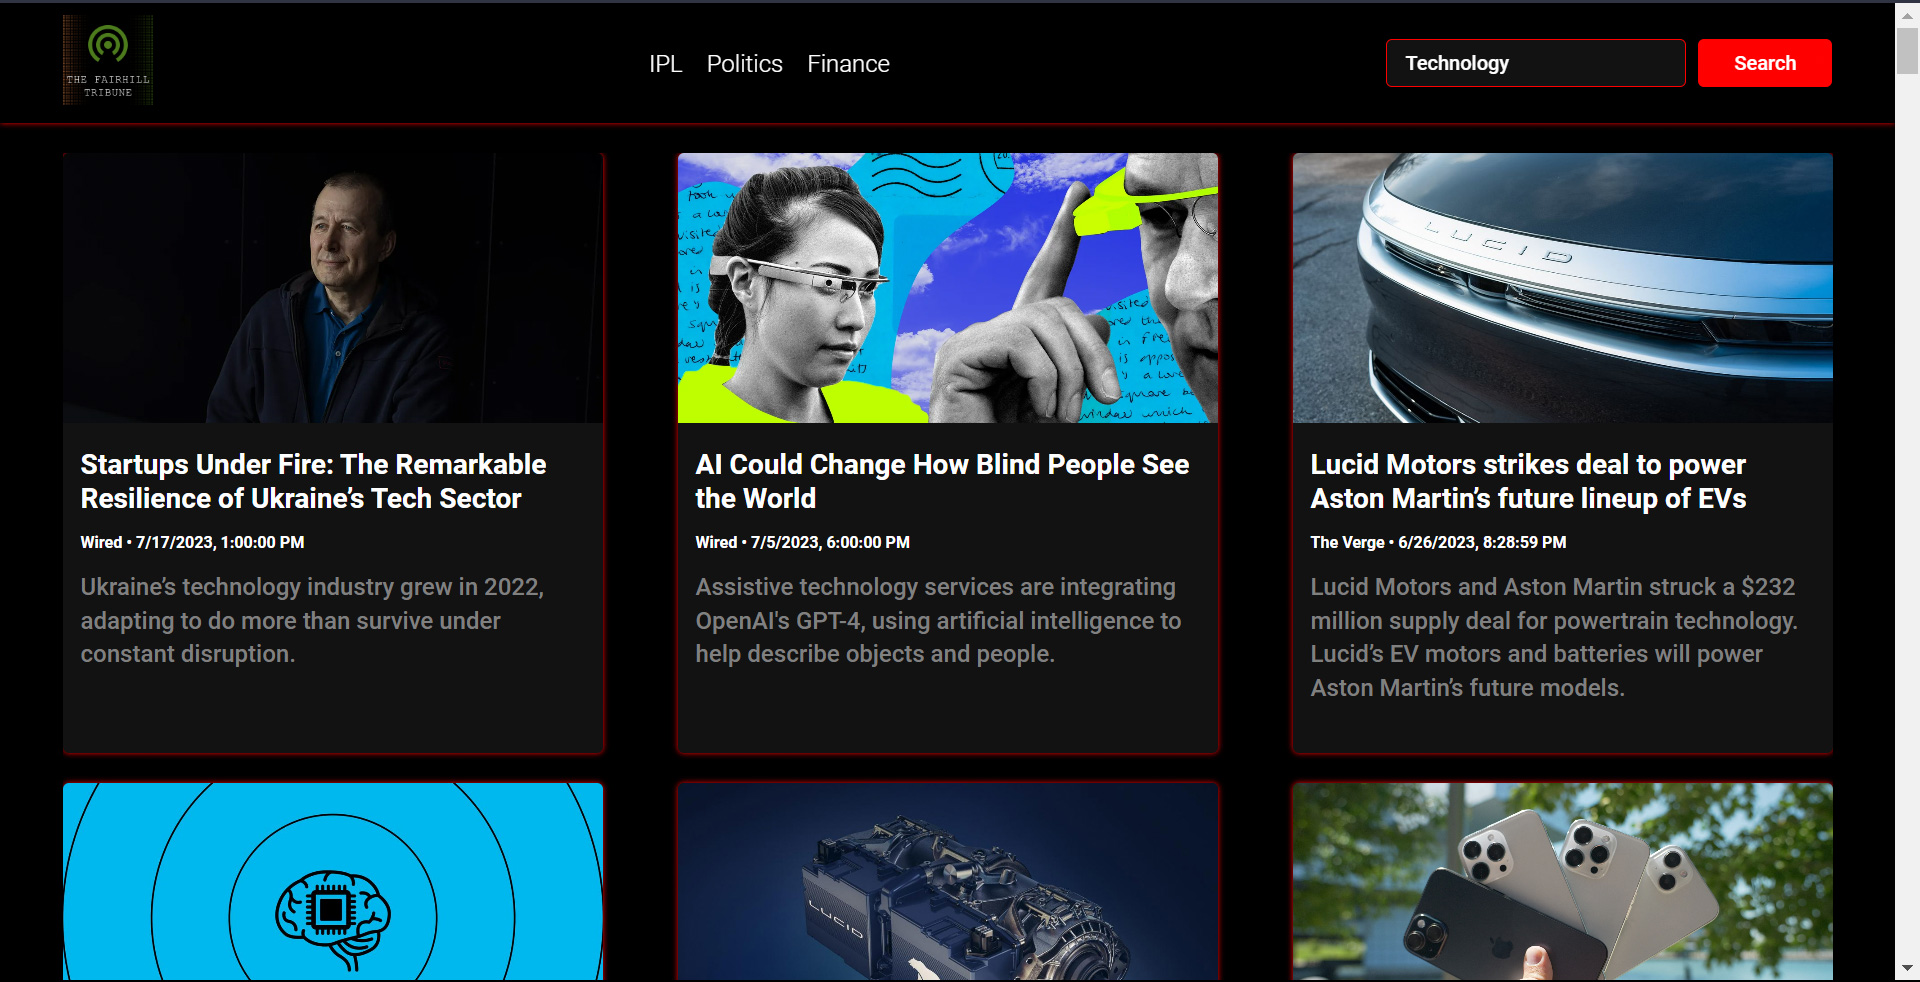 THE FAIRHILL
TRIBUNE
IPL
Politics
Finance
Technology
Search
LUCID
Startups Under Fire: The Remarkable
Resilience of Ukraine’s Tech Sector
Wired • 7/17/2023, 1:00:00 PM
Ukraine’s technology industry grew in 2022,
adapting to do more than survive under
constant disruption.
AI Could Change How Blind People See
the World
Wired • 7/5/2023, 6:00:00 PM
Assistive technology services are integrating
OpenAI's GPT-4, using artificial intelligence to
help describe objects and people.
Lucid Motors strikes deal to power
Aston Martin’s future lineup of EVs
The Verge • 6/26/2023, 8:28:59 PM
Lucid Motors and Aston Martin struck a $232
million supply deal for powertrain technology.
Lucid’s EV motors and batteries will power
Aston Martin’s future models.
LUCID